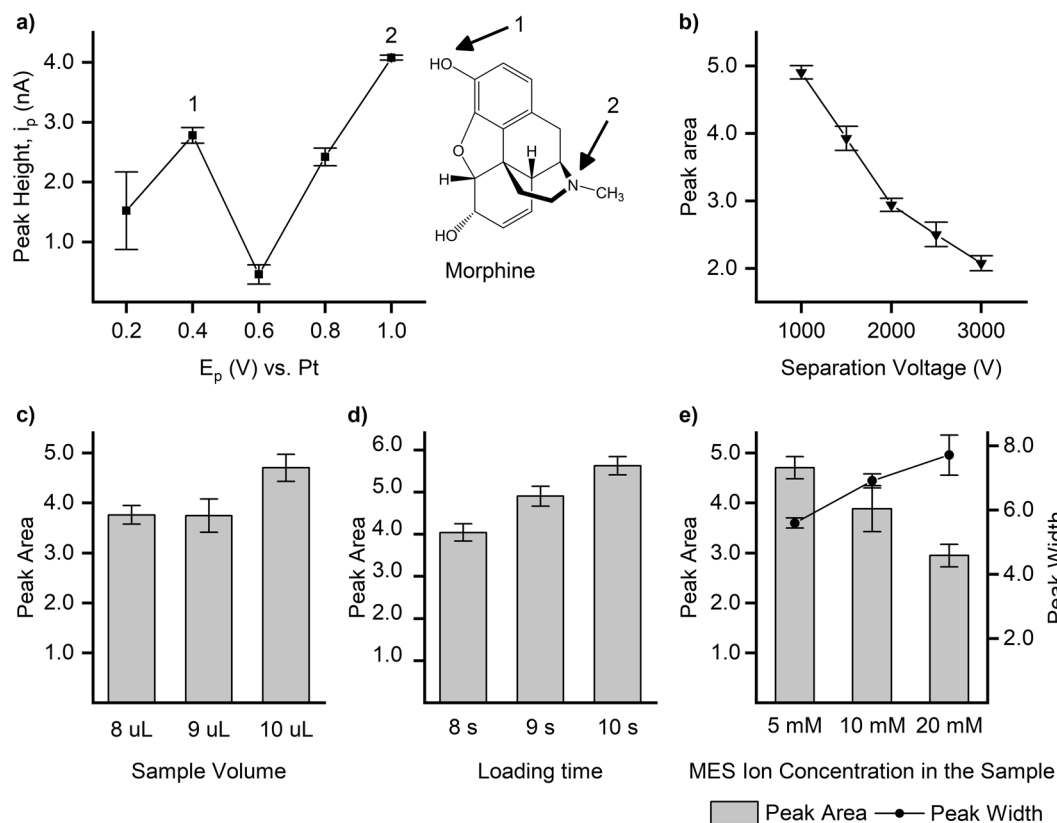 a)
Peak Height, iₚ (nA)
4.0
3.0
2.0
1.0
1
2
0.2 0.4 0.6 0.8 1.0
Eₚ (V) vs. Pt
1
HO
2
O
H
H
N
CH₃
HO
Morphine
b)
Peak area
5.0
4.0
3.0
2.0
1000 2000 3000
Separation Voltage (V)
c)
Peak Area
5.0
4.0
3.0
2.0
1.0
8 uL 9 uL 10 uL
Sample Volume
d)
Peak Area
6.0
5.0
4.0
3.0
2.0
1.0
8 s 9 s 10 s
Loading time
e)
Peak Area
5.0
4.0
3.0
2.0
1.0
8.0
6.0
4.0
2.0
Peak Width
5 mM 10 mM 20 mM
MES Ion Concentration in the Sample
Peak Area Peak Width